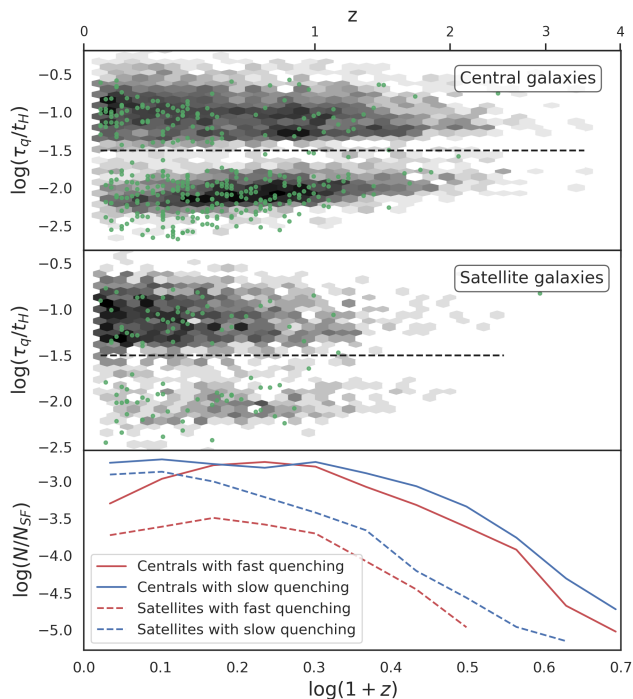 z
0 1 2 3 4
−0.5
−1.0
−1.5
−2.0
−2.5
log(τq/tH)
Central galaxies
−0.5
−1.0
−1.5
−2.0
−2.5
log(τq/tH)
Satellite galaxies
−3.0
−3.5
−4.0
−4.5
−5.0
log(N/NSF)
Centrals with fast quenching
Centrals with slow quenching
Satellites with fast quenching
Satellites with slow quenching
0.0 0.1 0.2 0.3 0.4 0.5 0.6 0.7
log(1 + z)